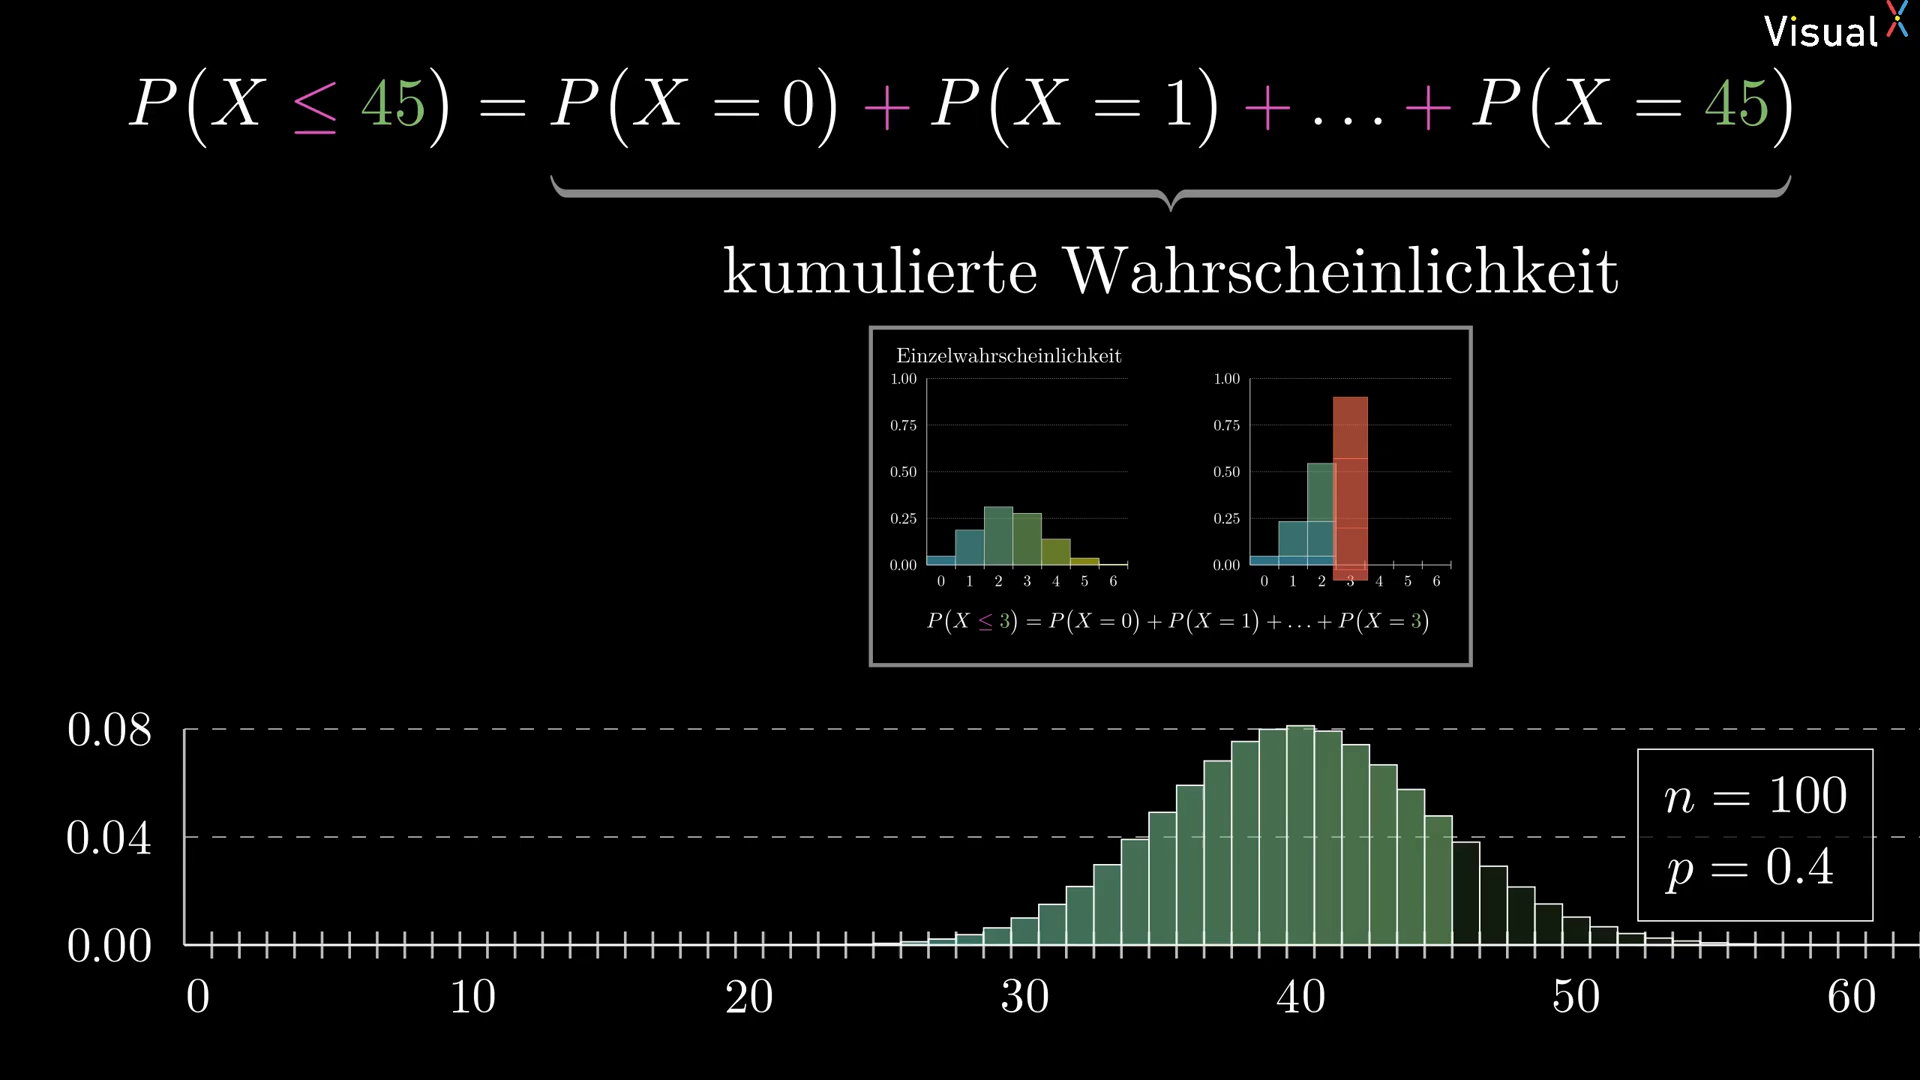 VisualX
P(X ≤ 45) = P(X = 0) + P(X = 1) + ... + P(X = 45)
kumulierte Wahrscheinlichkeit
Einzelwahrscheinlichkeit
1.00
0.75
0.50
0.25
0.00
0 1 2 3 4 5 6
1.00
0.75
0.50
0.25
0.00
0 1 2 3 4 5 6
P(X ≤ 3) = P(X = 0) + P(X = 1) + ... + P(X = 3)
0.08
0.04
0.00
n = 100
p = 0.4
0 10 20 30 40 50 60